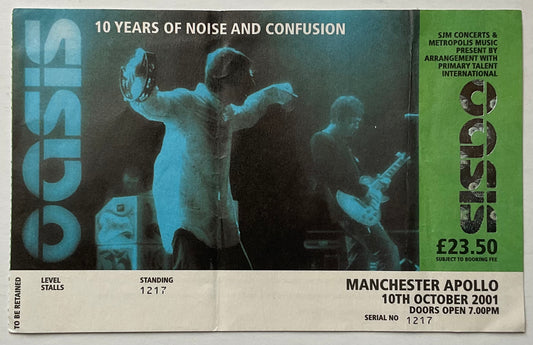 oasis
10 YEARS OF NOISE AND CONFUSION
SJM CONCERTS &
METROPOLIS MUSIC
PRESENT BY
ARRANGEMENT WITH
PRIMARY TALENT
INTERNATIONAL
oasis
£23.50
SUBJECT TO BOOKING FEE
TO BE RETAINED
LEVEL
STALLS
STANDING
1217
MANCHESTER APOLLO
10TH OCTOBER 2001
DOORS OPEN 7.00PM
SERIAL NO 1217